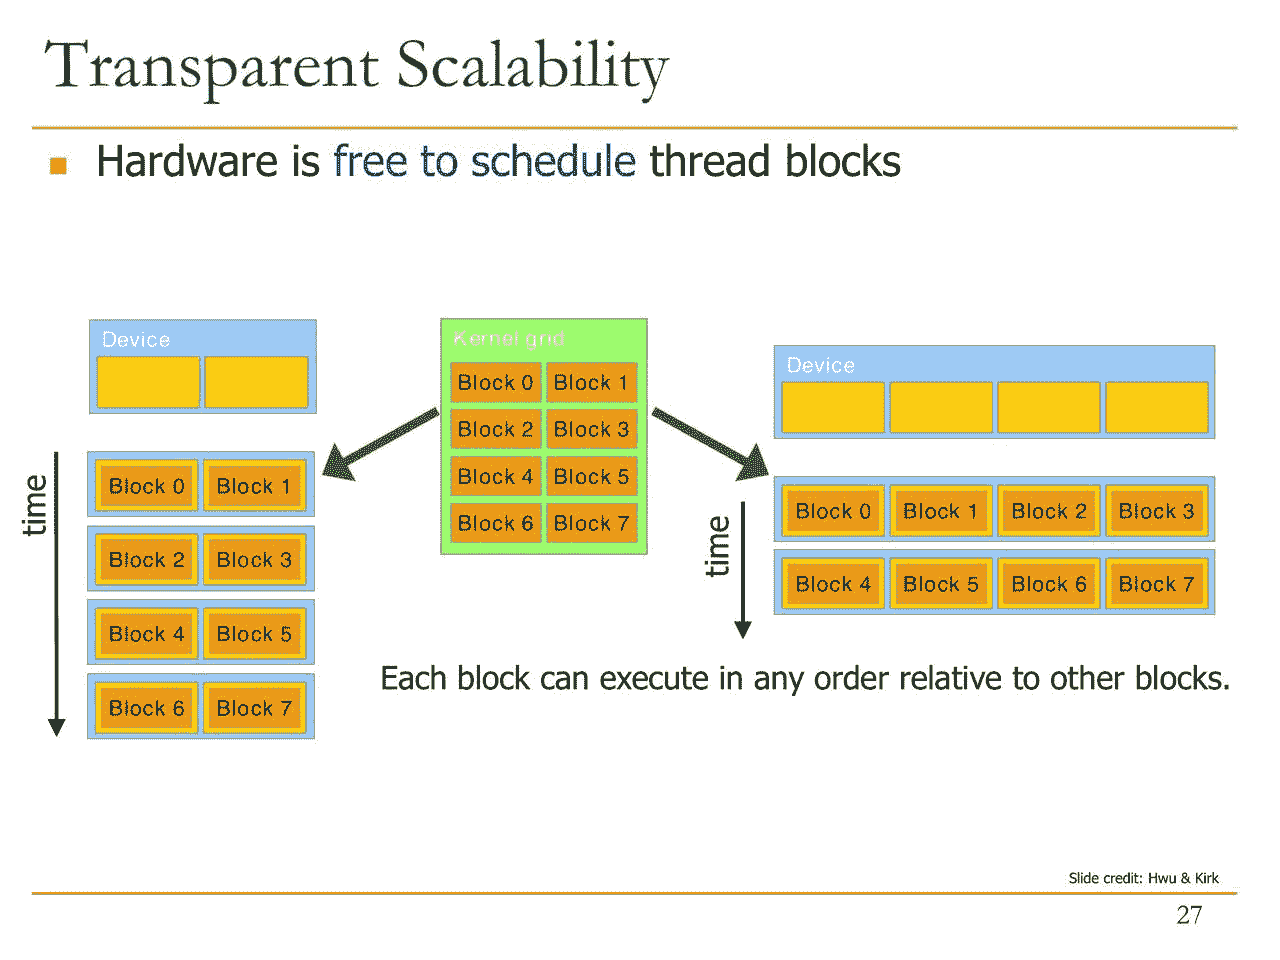 Transparent Scalability
Hardware is free to schedule thread blocks
Device
time
Block 0 Block 1
Block 2 Block 3
Block 4 Block 5
Block 6 Block 7
Kernel grid
Block 0 Block 1
Block 2 Block 3
Block 4 Block 5
Block 6 Block 7
Device
time
Block 0 Block 1 Block 2 Block 3
Block 4 Block 5 Block 6 Block 7
Each block can execute in any order relative to other blocks.
Slide credit: Hwu & Kirk
27